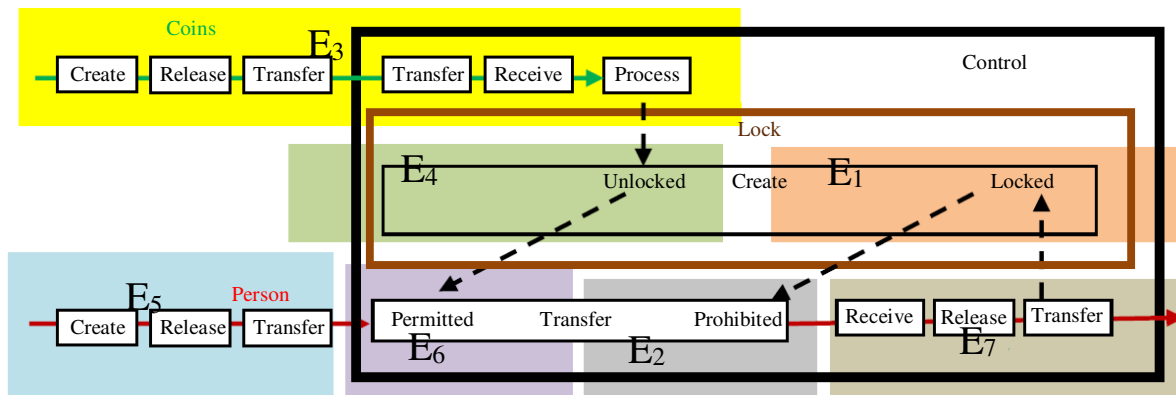 Coins
E3
Create Release Transfer Transfer Receive Process
Control
Lock
E4 Unlocked Create E1 Locked
E5 Person
Create Release Transfer Permitted Transfer Prohibited Receive Release Transfer
E6 E2 E7